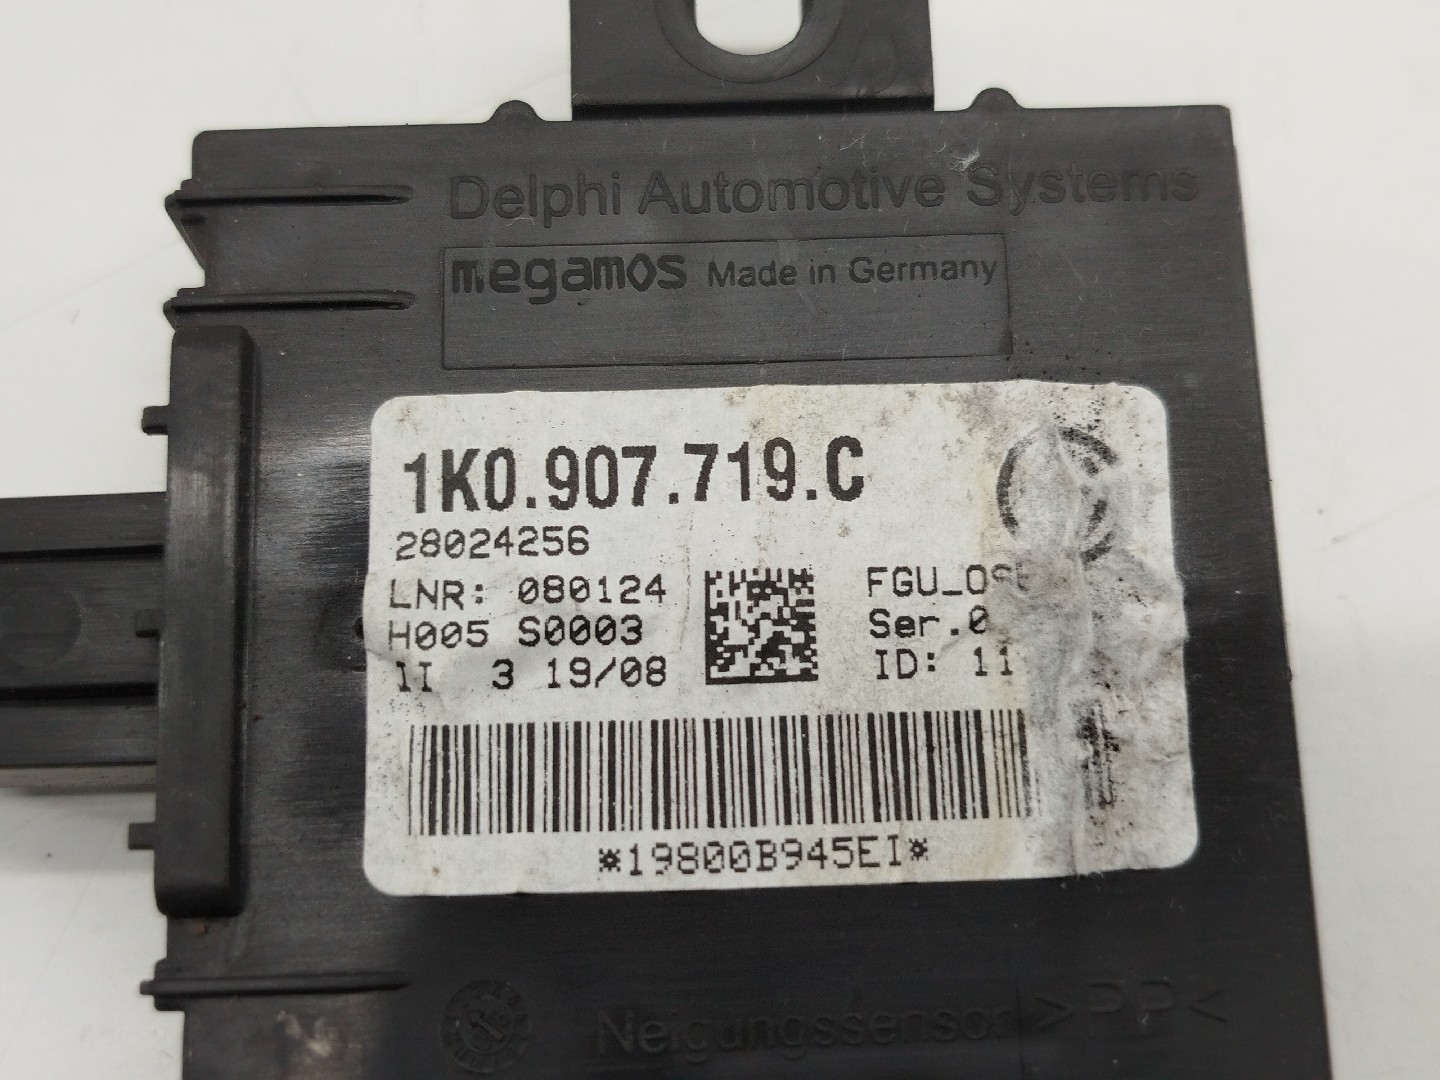 Delphi Automotive Systems
megamos Made in Germany
1K0.907.719.C
28024256
LNR: 080124
H005 S0003
3 19/08
Ser.0
ID: 11
*19800B945EI*
Neigungssensor >PP<